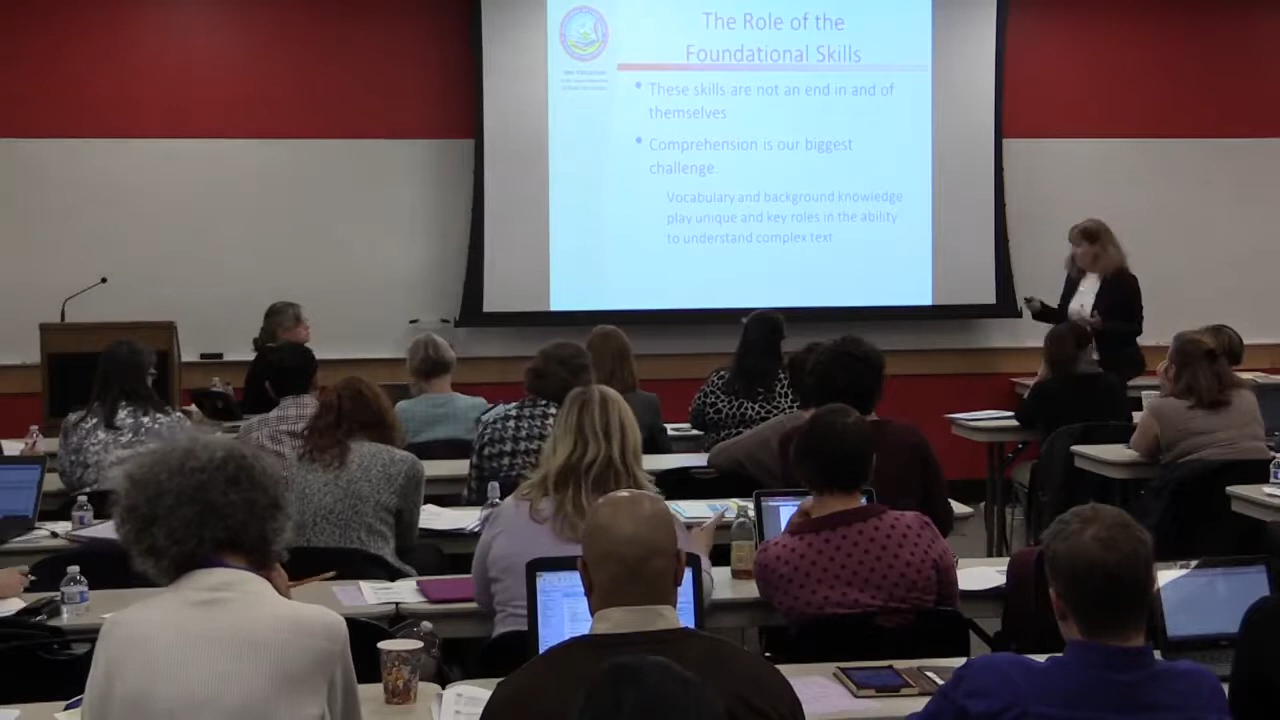 The Role of the
Foundational Skills
These skills are not an end in and of
themselves
Comprehension is our biggest
challenge.
Vocabulary and background knowledge
play unique and key roles in the ability
to understand complex text